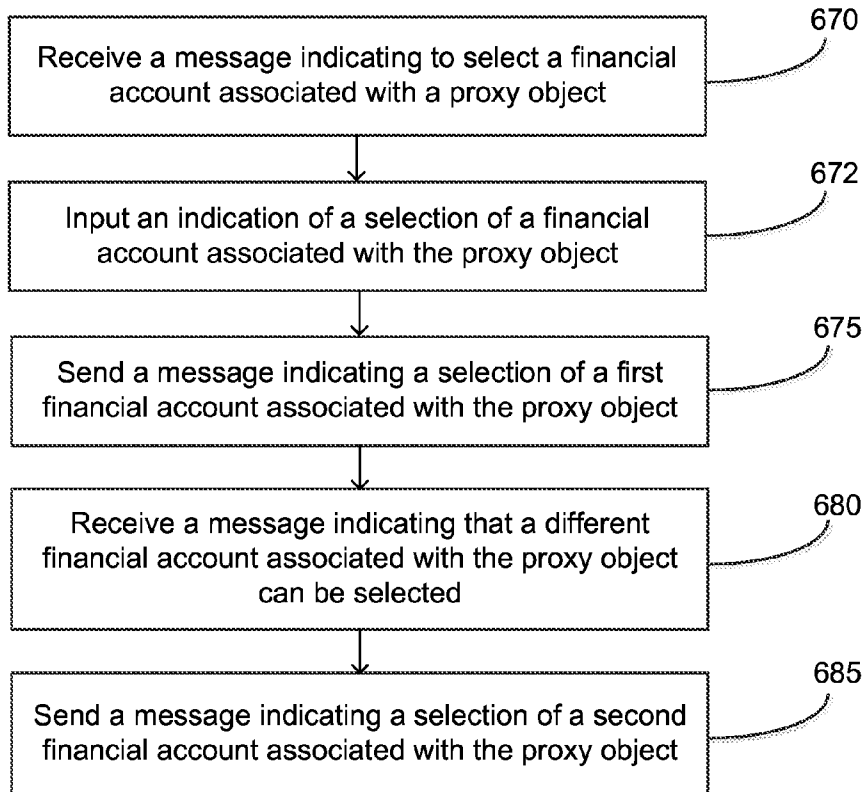 670
Receive a message indicating to select a financial
account associated with a proxy object
672
Input an indication of a selection of a financial
account associated with the proxy object
675
Send a message indicating a selection of a first
financial account associated with the proxy object
680
Receive a message indicating that a different
financial account associated with the proxy object
can be selected
685
Send a message indicating a selection of a second
financial account associated with the proxy object